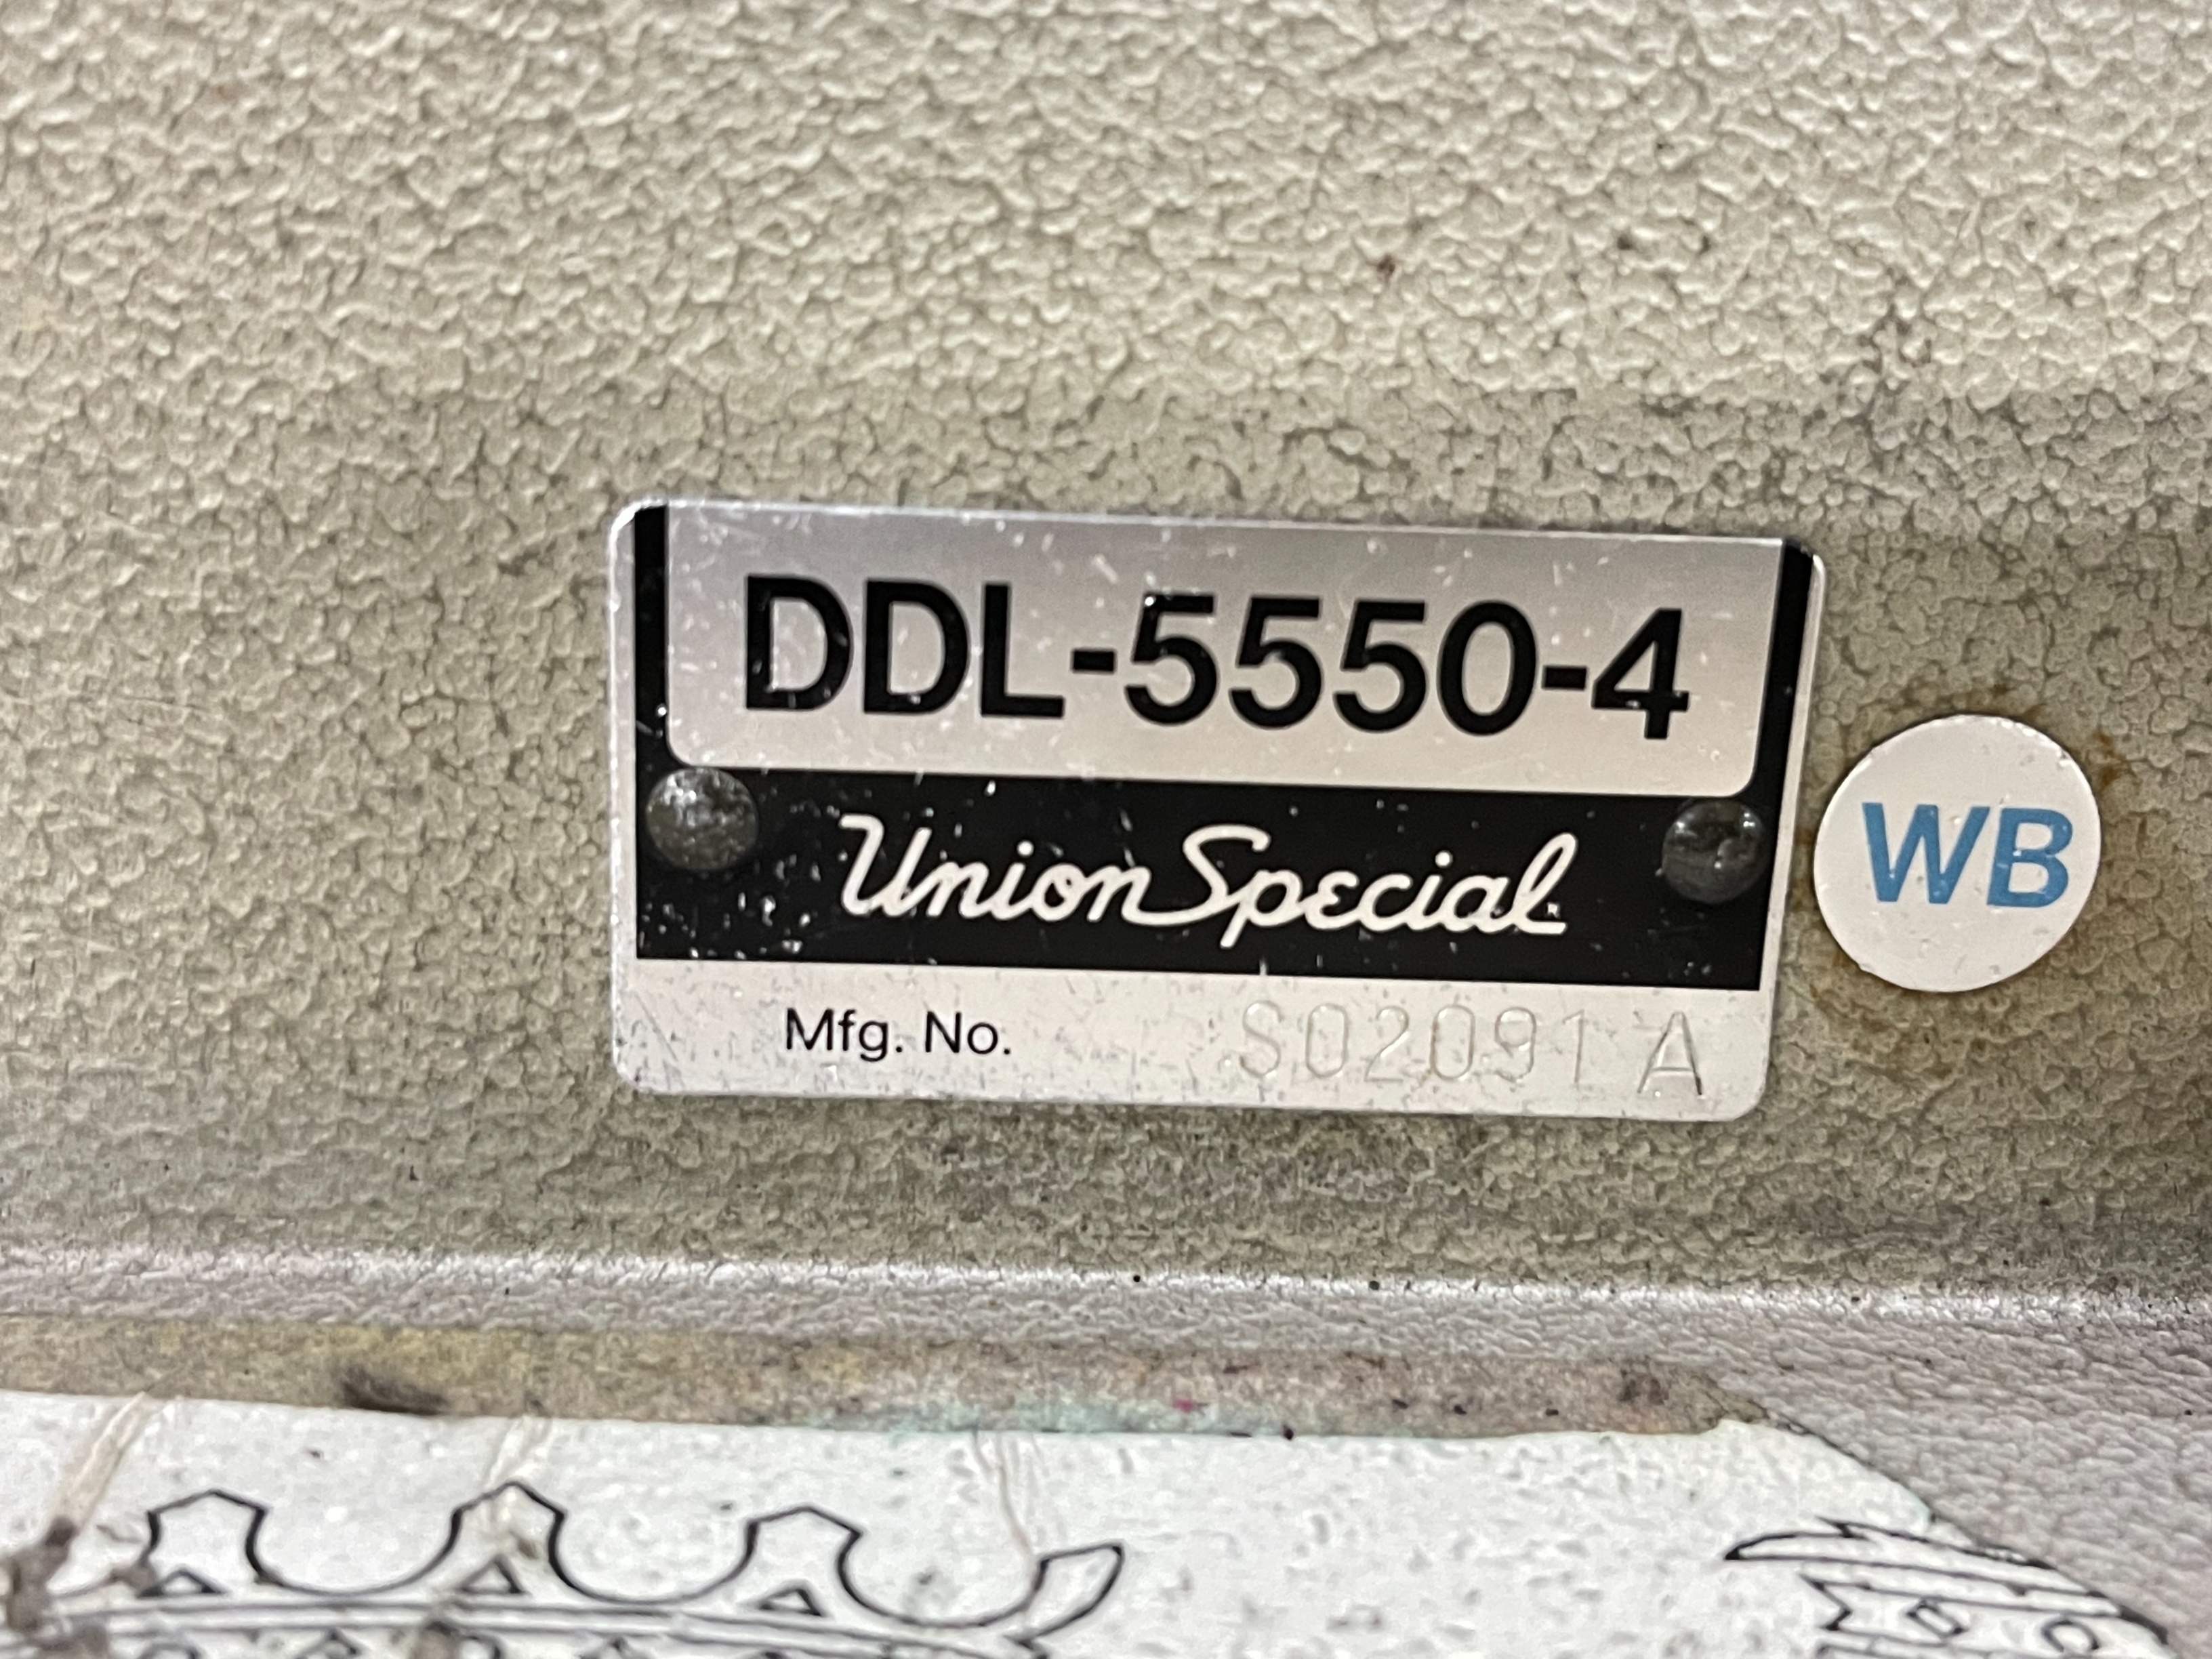 DDL-5550-4
Union Special
WB
Mfg. No. S02091 A